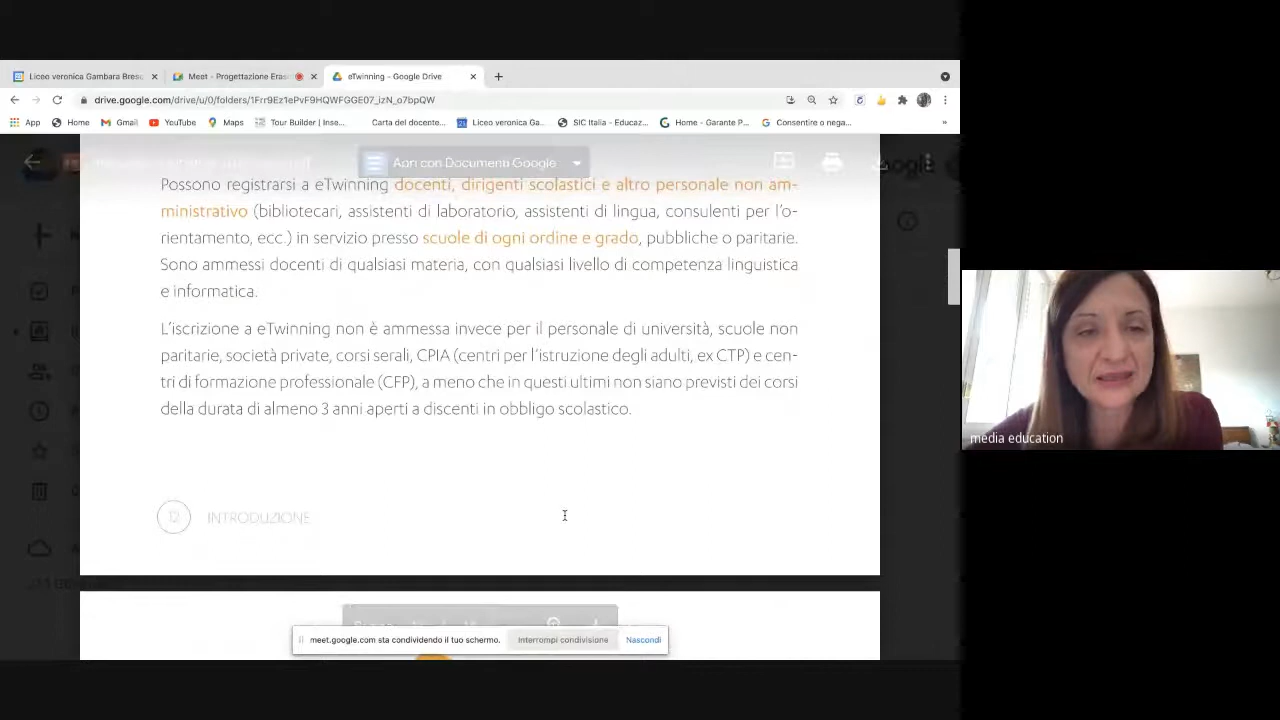 Liceo veronica Gambara Bresc
Meet - Progettazione Eras
eTwinning - Google Drive
drive.google.com/drive/u/0/folders/1Frr9Ez1ePvF9HQWFGGE07_izN_o7bpQW
App
Home
Gmail
YouTube
Maps
Tour Builder | Inse...
Carta del docente...
Liceo veronica Ga...
SIC Italia - Educaz...
Home - Garante P...
Consentire o nega...
»
Apri con Documenti Google
Possono registrarsi a eTwinning docenti, dirigenti scolastici e altro personale non am-
ministrativo (bibliotecari, assistenti di laboratorio, assistenti di lingua, consulenti per l'o-
rientamento, ecc.) in servizio presso scuole di ogni ordine e grado, pubbliche o paritarie.
Sono ammessi docenti di qualsiasi materia, con qualsiasi livello di competenza linguistica
e informatica.
L'iscrizione a eTwinning non è ammessa invece per il personale di università, scuole non
paritarie, società private, corsi serali, CPIA (centri per l'istruzione degli adulti, ex CTP) e cen-
tri di formazione professionale (CFP), a meno che in questi ultimi non siano previsti dei corsi
della durata di almeno 3 anni aperti a discenti in obbligo scolastico.
12 INTRODUZIONE
meet.google.com sta condividendo il tuo schermo.
Interrompi condivisione
Nascondi
media education